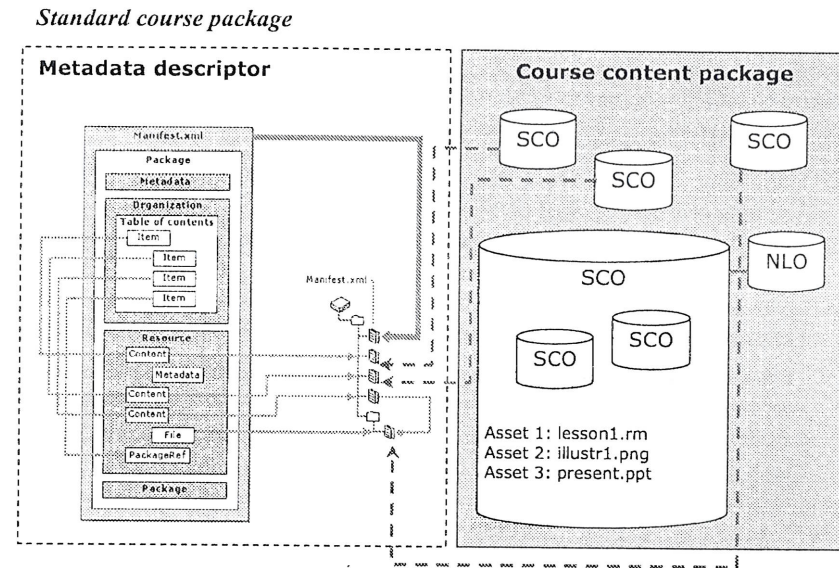 Standard course package
Metadata descriptor
Manifest.xml
Package
Metadata
Organization
Table of contents
Item
Item
Item
Item
Resource
Content
Metadata
Content
Content
File
PackageRef
Package
Manifest.xml
Course content package
SCO
SCO
SCO
SCO
NLO
SCO
SCO
Asset 1: lesson1.rm
Asset 2: illustr1.png
Asset 3: present.ppt